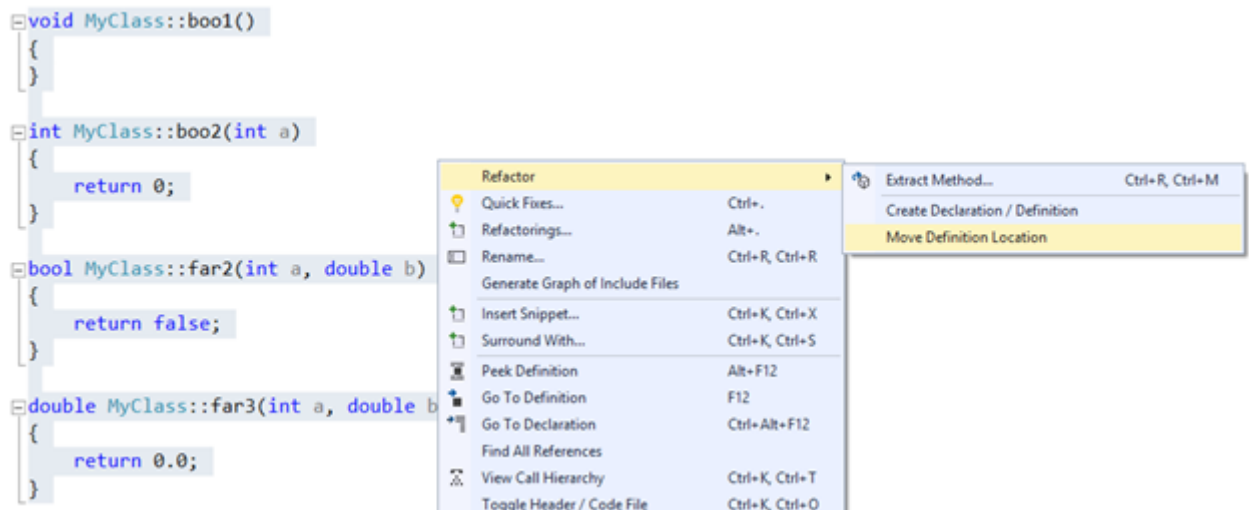 void MyClass::boo1()
{
}
int MyClass::boo2(int a)
{
return 0;
}
bool MyClass::far2(int a, double b)
{
return false;
}
double MyClass::far3(int a, double b
{
return 0.0;
}
Refactor
Quick Fixes... Ctrl+.
Refactorings... Alt+.
Rename... Ctrl+R, Ctrl+R
Generate Graph of Include Files
Insert Snippet... Ctrl+K, Ctrl+X
Surround With... Ctrl+K, Ctrl+S
Peek Definition Alt+F12
Go To Definition F12
Go To Declaration Ctrl+Alt+F12
Find All References
View Call Hierarchy Ctrl+K, Ctrl+T
Toggle Header / Code File Ctrl+K, Ctrl+O
Extract Method... Ctrl+R, Ctrl+M
Create Declaration / Definition
Move Definition Location